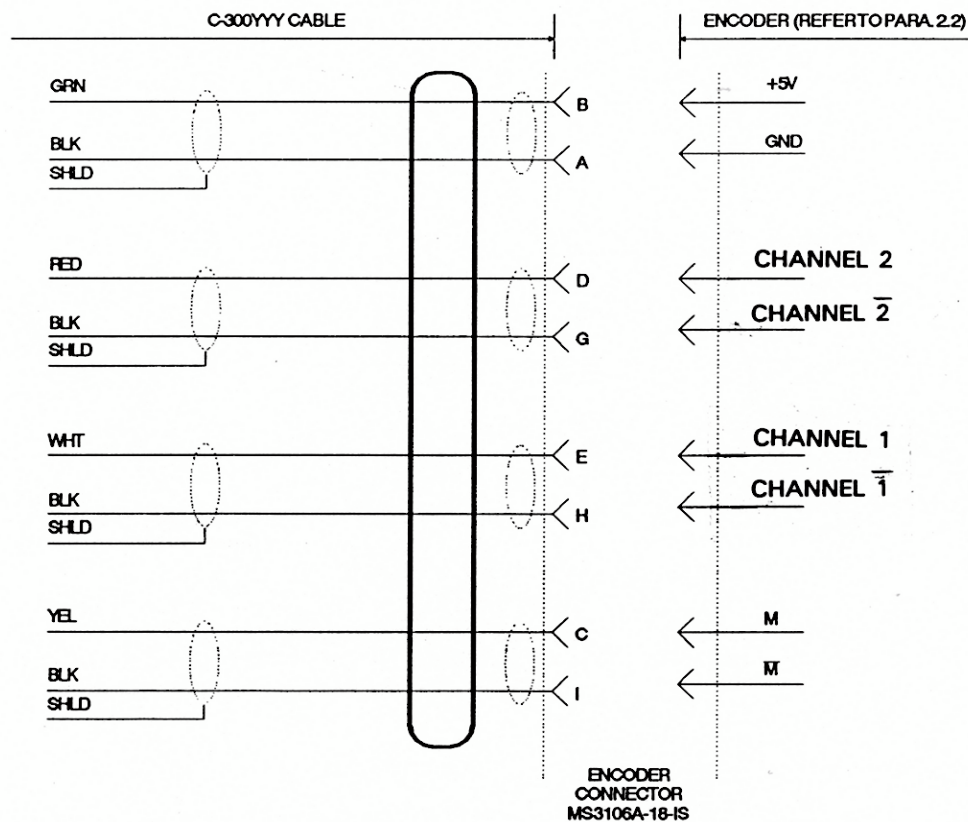 C-300YYY CABLE
ENCODER (REFER TO PARA. 2.2)
GRN
B
+5V
BLK
A
GND
SHLD
RED
D
CHANNEL 2
BLK
G
CHANNEL 2̅
SHLD
WHT
E
CHANNEL 1
BLK
H
CHANNEL 1̅
SHLD
YEL
C
M
BLK
I
M̅
SHLD
ENCODER
CONNECTOR
MS3106A-18-IS